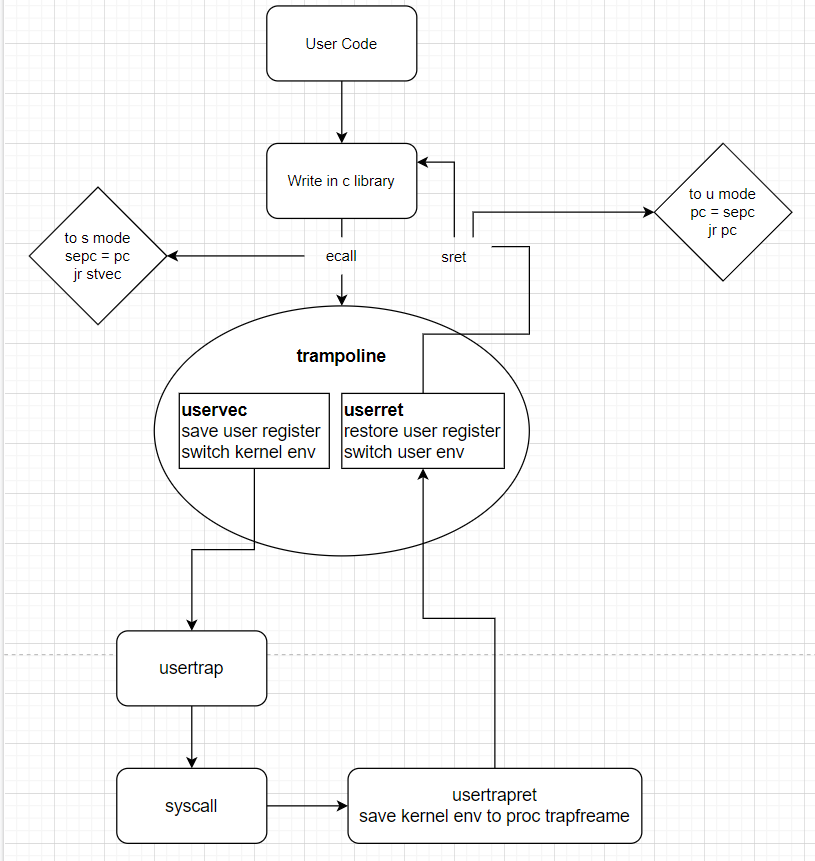 User Code
Write in c library
to s mode
sepc = pc
jr stvec
ecall
sret
to u mode
pc = sepc
jr pc
trampoline
uservec
save user register
switch kernel env
userret
restore user register
switch user env
usertrap
syscall
usertrapret
save kernel env to proc trapfreame